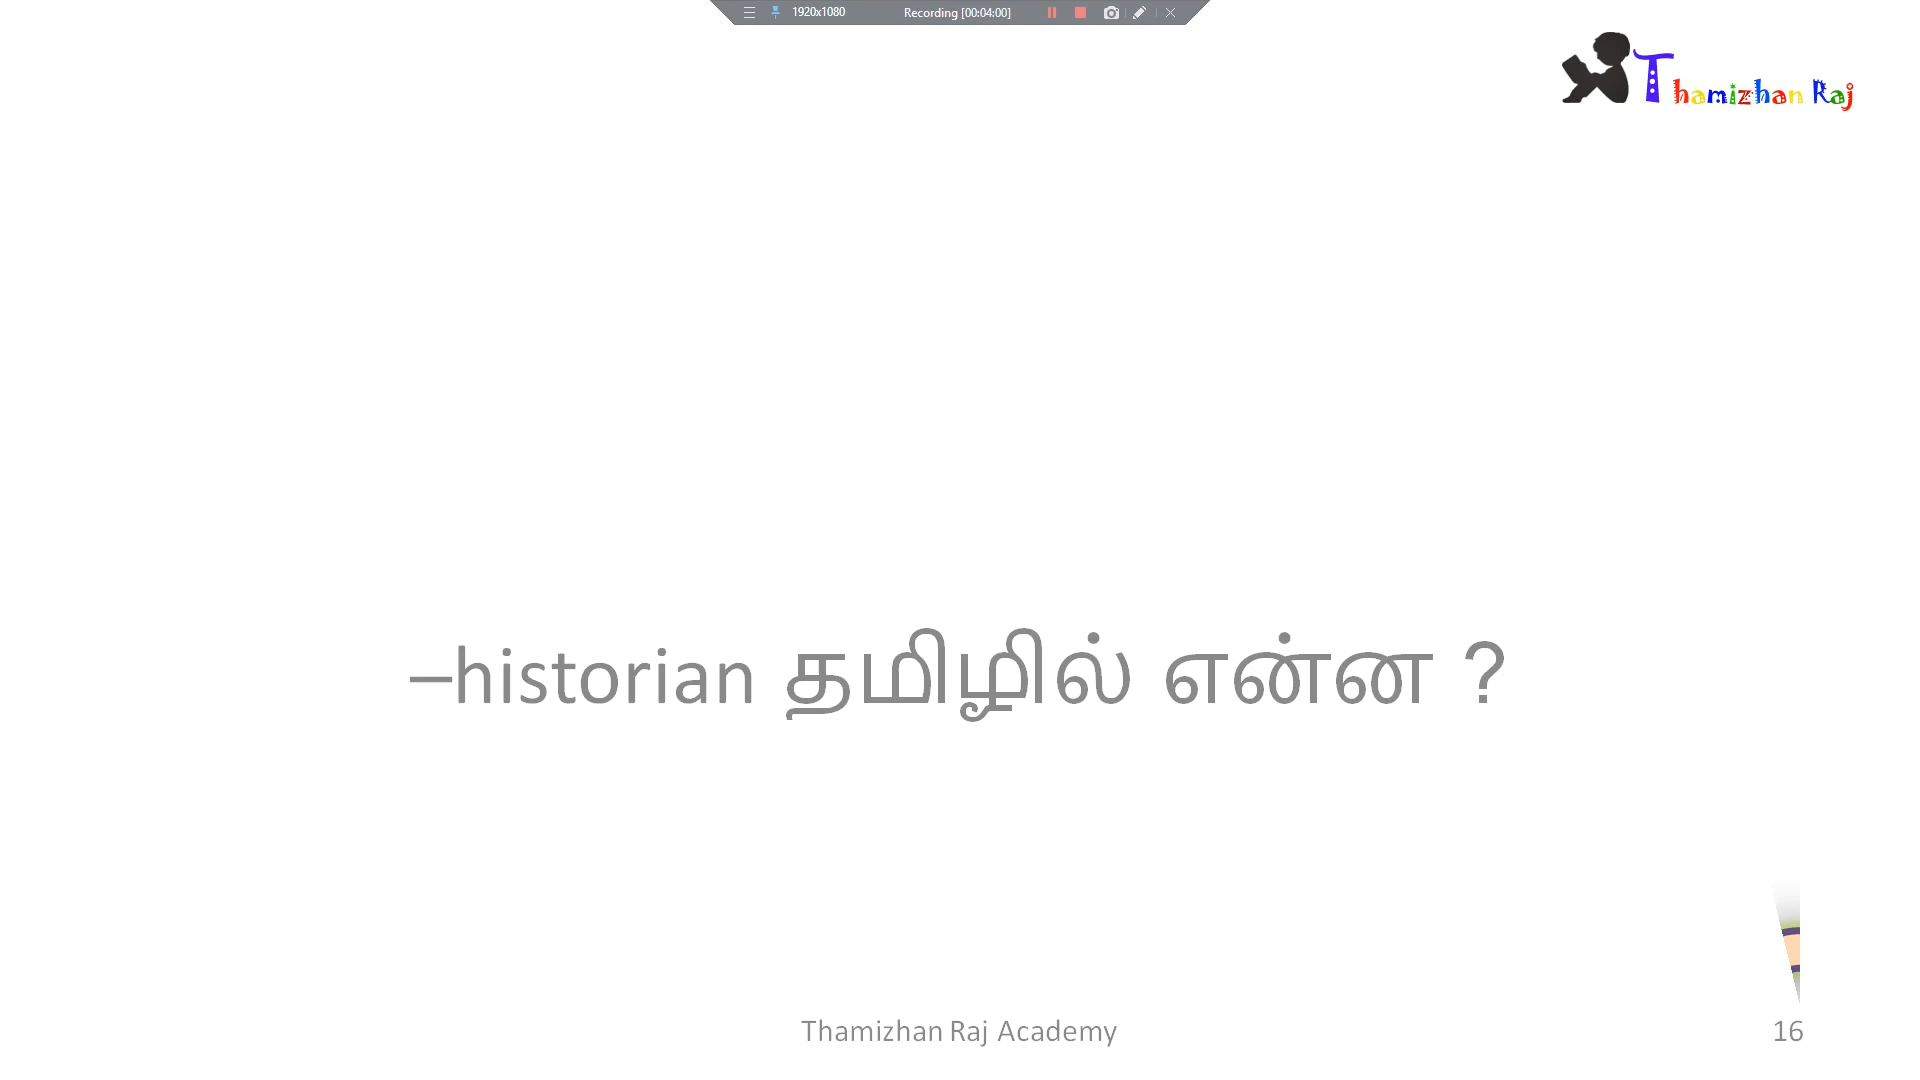 1920x1080 Recording [00:04:00]
Thamizhan Raj
–historian தமிழில் என்ன ?
Thamizhan Raj Academy
16